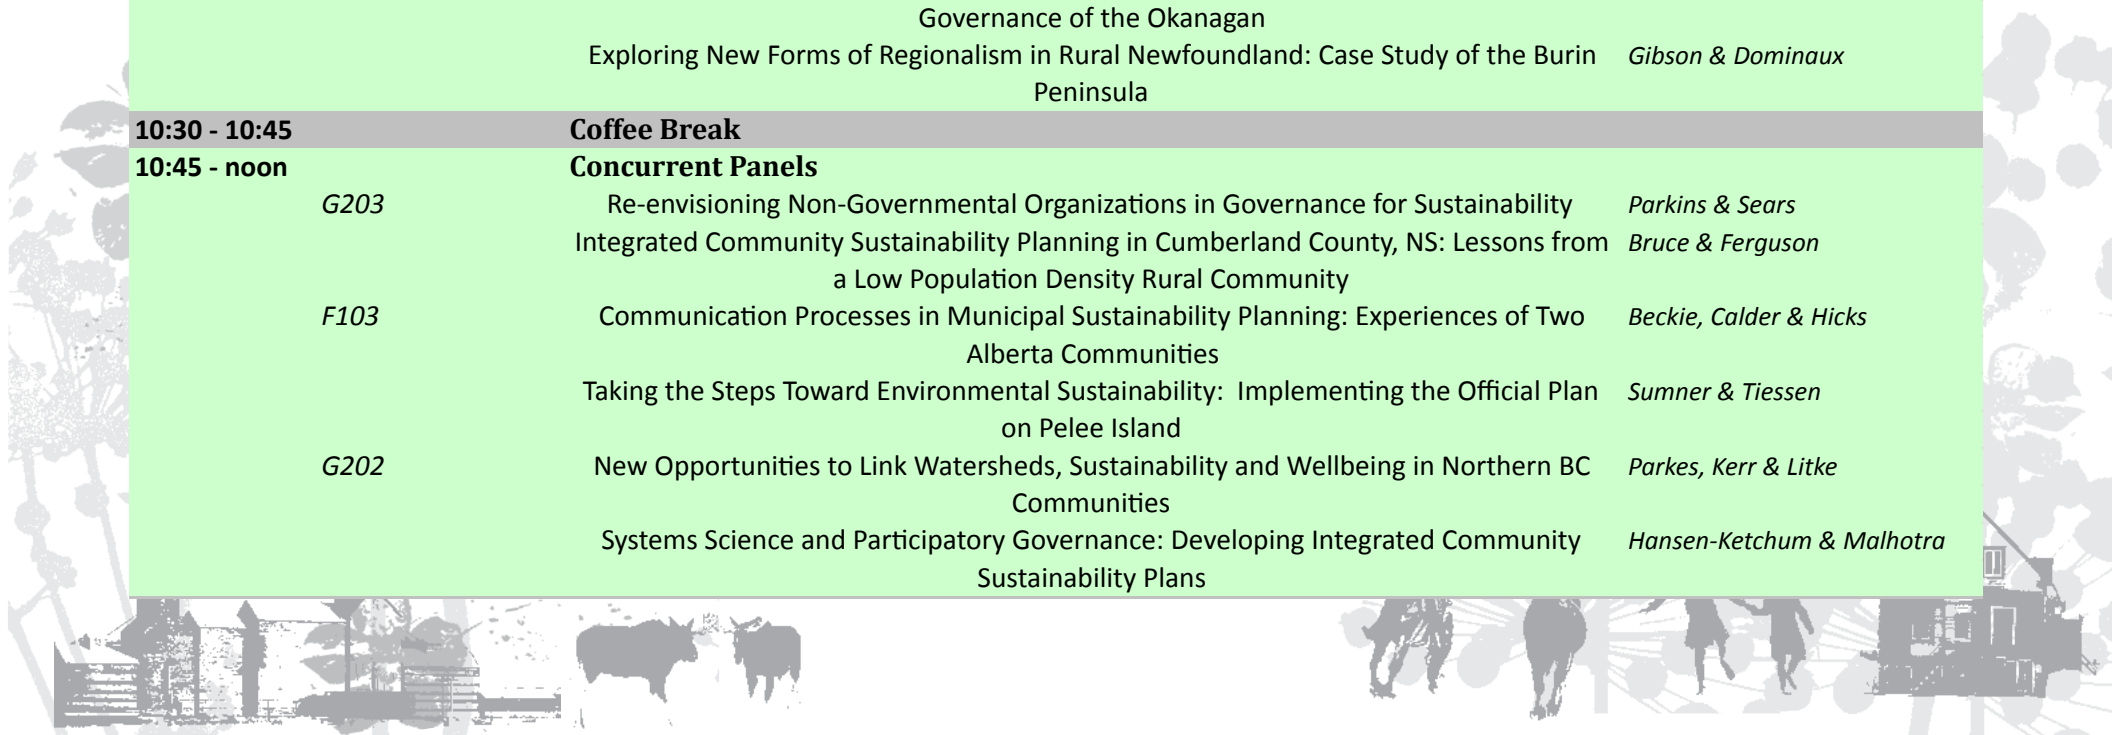 Governance of the Okanagan
Exploring New Forms of Regionalism in Rural Newfoundland: Case Study of the Burin Gibson & Dominaux
Peninsula
10:30 - 10:45 Coffee Break
10:45 - noon Concurrent Panels
G203 Re-envisioning Non-Governmental Organizations in Governance for Sustainability Parkins & Sears
Integrated Community Sustainability Planning in Cumberland County, NS: Lessons from Bruce & Ferguson
a Low Population Density Rural Community
F103 Communication Processes in Municipal Sustainability Planning: Experiences of Two Beckie, Calder & Hicks
Alberta Communities
Taking the Steps Toward Environmental Sustainability:  Implementing the Official Plan Sumner & Tiessen
on Pelee Island
G202 New Opportunities to Link Watersheds, Sustainability and Wellbeing in Northern BC Parkes, Kerr & Litke
Communities
Systems Science and Participatory Governance: Developing Integrated Community Hansen-Ketchum & Malhotra
Sustainability Plans